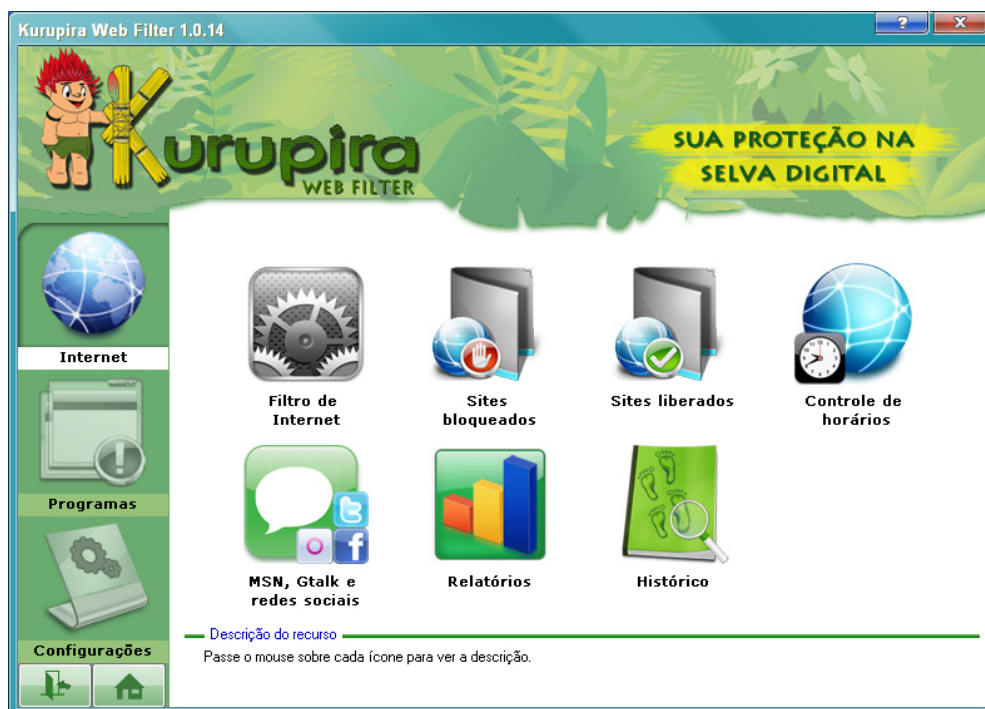 Kurupira Web Filter 1.0.14
Kurupira
WEB FILTER
SUA PROTEÇÃO NA
SELVA DIGITAL
Internet
Programas
Configurações
Filtro de
Internet
Sites
bloqueados
Sites liberados
Controle de
horários
MSN, Gtalk e
redes sociais
Relatórios
Histórico
Descrição do recurso
Passe o mouse sobre cada ícone para ver a descrição.